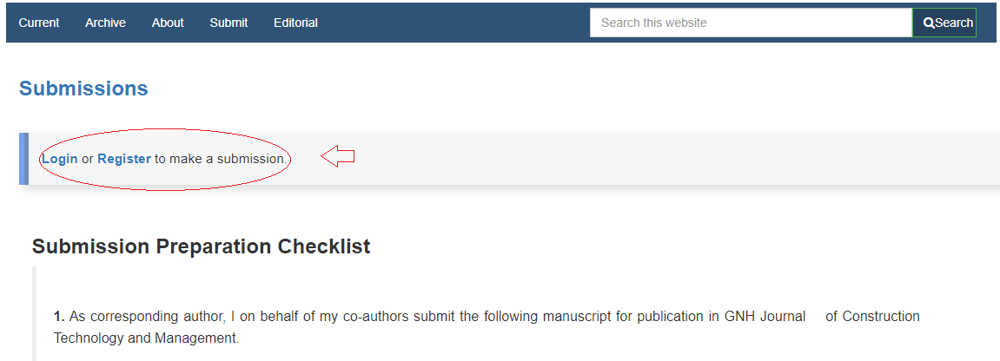 Current Archive About Submit Editorial Search this website Search
Submissions
Login or Register to make a submission.
Submission Preparation Checklist
1. As corresponding author, I on behalf of my co-authors submit the following manuscript for publication in GNH Journal of Construction
Technology and Management.